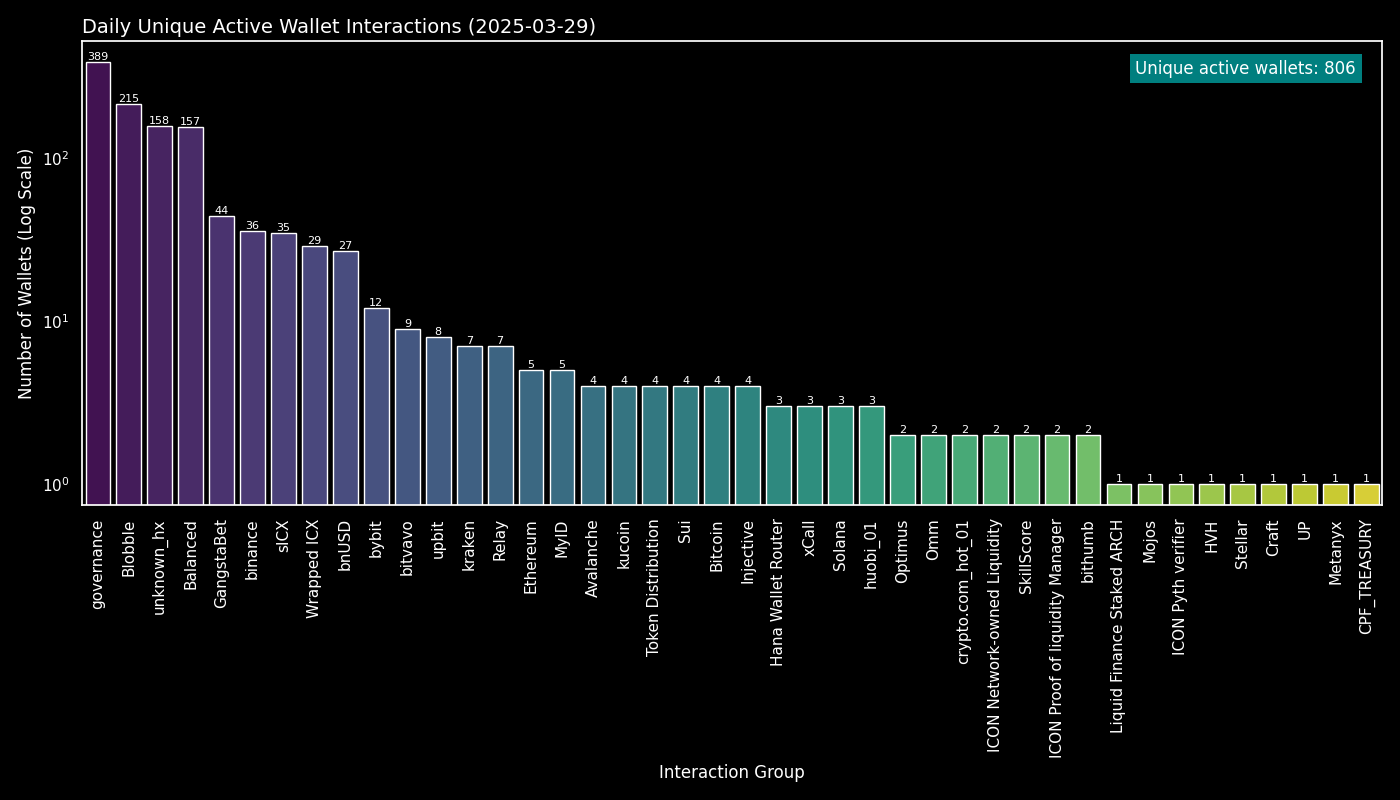 Daily Unique Active Wallet Interactions (2025-03-29)
Unique active wallets: 806
Number of Wallets (Log Scale)
10²
10¹
10⁰
389
215
158
157
44
36
35
29
27
12
9
8
7
7
5
5
4
4
4
4
4
4
3
3
3
3
2
2
2
2
2
2
2
1
1
1
1
1
1
1
1
1
governance
Blobble
unknown_hx
Balanced
GangstaBet
binance
sICX
Wrapped ICX
bnUSD
bybit
bitvavo
upbit
kraken
Relay
Ethereum
MyID
Avalanche
kucoin
Token Distribution
Sui
Bitcoin
Injective
Hana Wallet Router
xCall
Solana
huobi_01
Optimus
Omm
crypto.com_hot_01
ICON Network-owned Liquidity
SkillScore
ICON Proof of liquidity Manager
bithumb
Liquid Finance Staked ARCH
Mojos
ICON Pyth verifier
HVH
Stellar
Craft
UP
Metanyx
CPF_TREASURY
Interaction Group